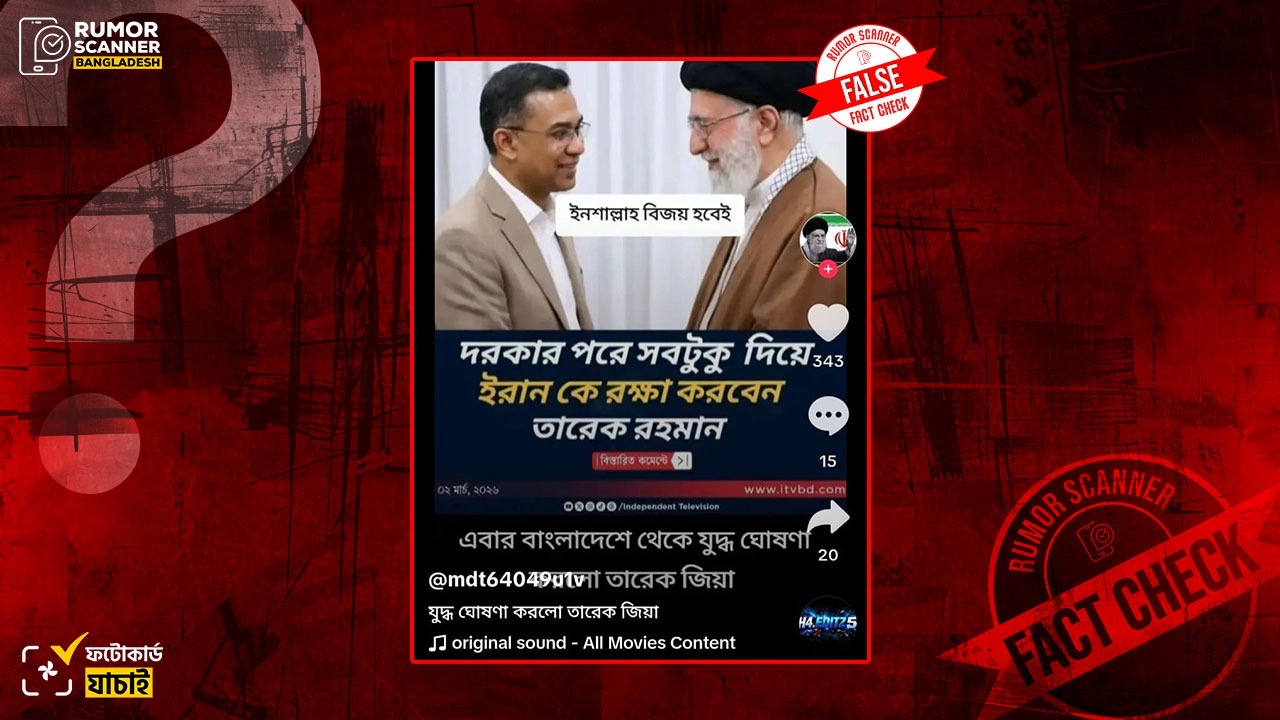 RUMOR
SCANNER
BANGLADESH
RUMOR SCANNER
FALSE
FACT CHECK
ইনশাল্লাহ বিজয় হবেই
দরকার পরে সবটুকু দিয়ে
ইরান কে রক্ষা করবেন
তারেক রহমান
বিস্তারিত কমেন্টে
০২ মার্চ, ২০২৬
www.itvbd.com
/Independent Television
343
15
20
এবার বাংলাদেশে থেকে যুদ্ধ ঘোষণা
তারেক জিয়া
@mdt64049u1v
যুদ্ধ ঘোষণা করলো তারেক জিয়া
original sound - All Movies Content
H4.EDITZ5
ফটোকার্ড
যাচাই
RUMOR SCANNER
FACT CHECK